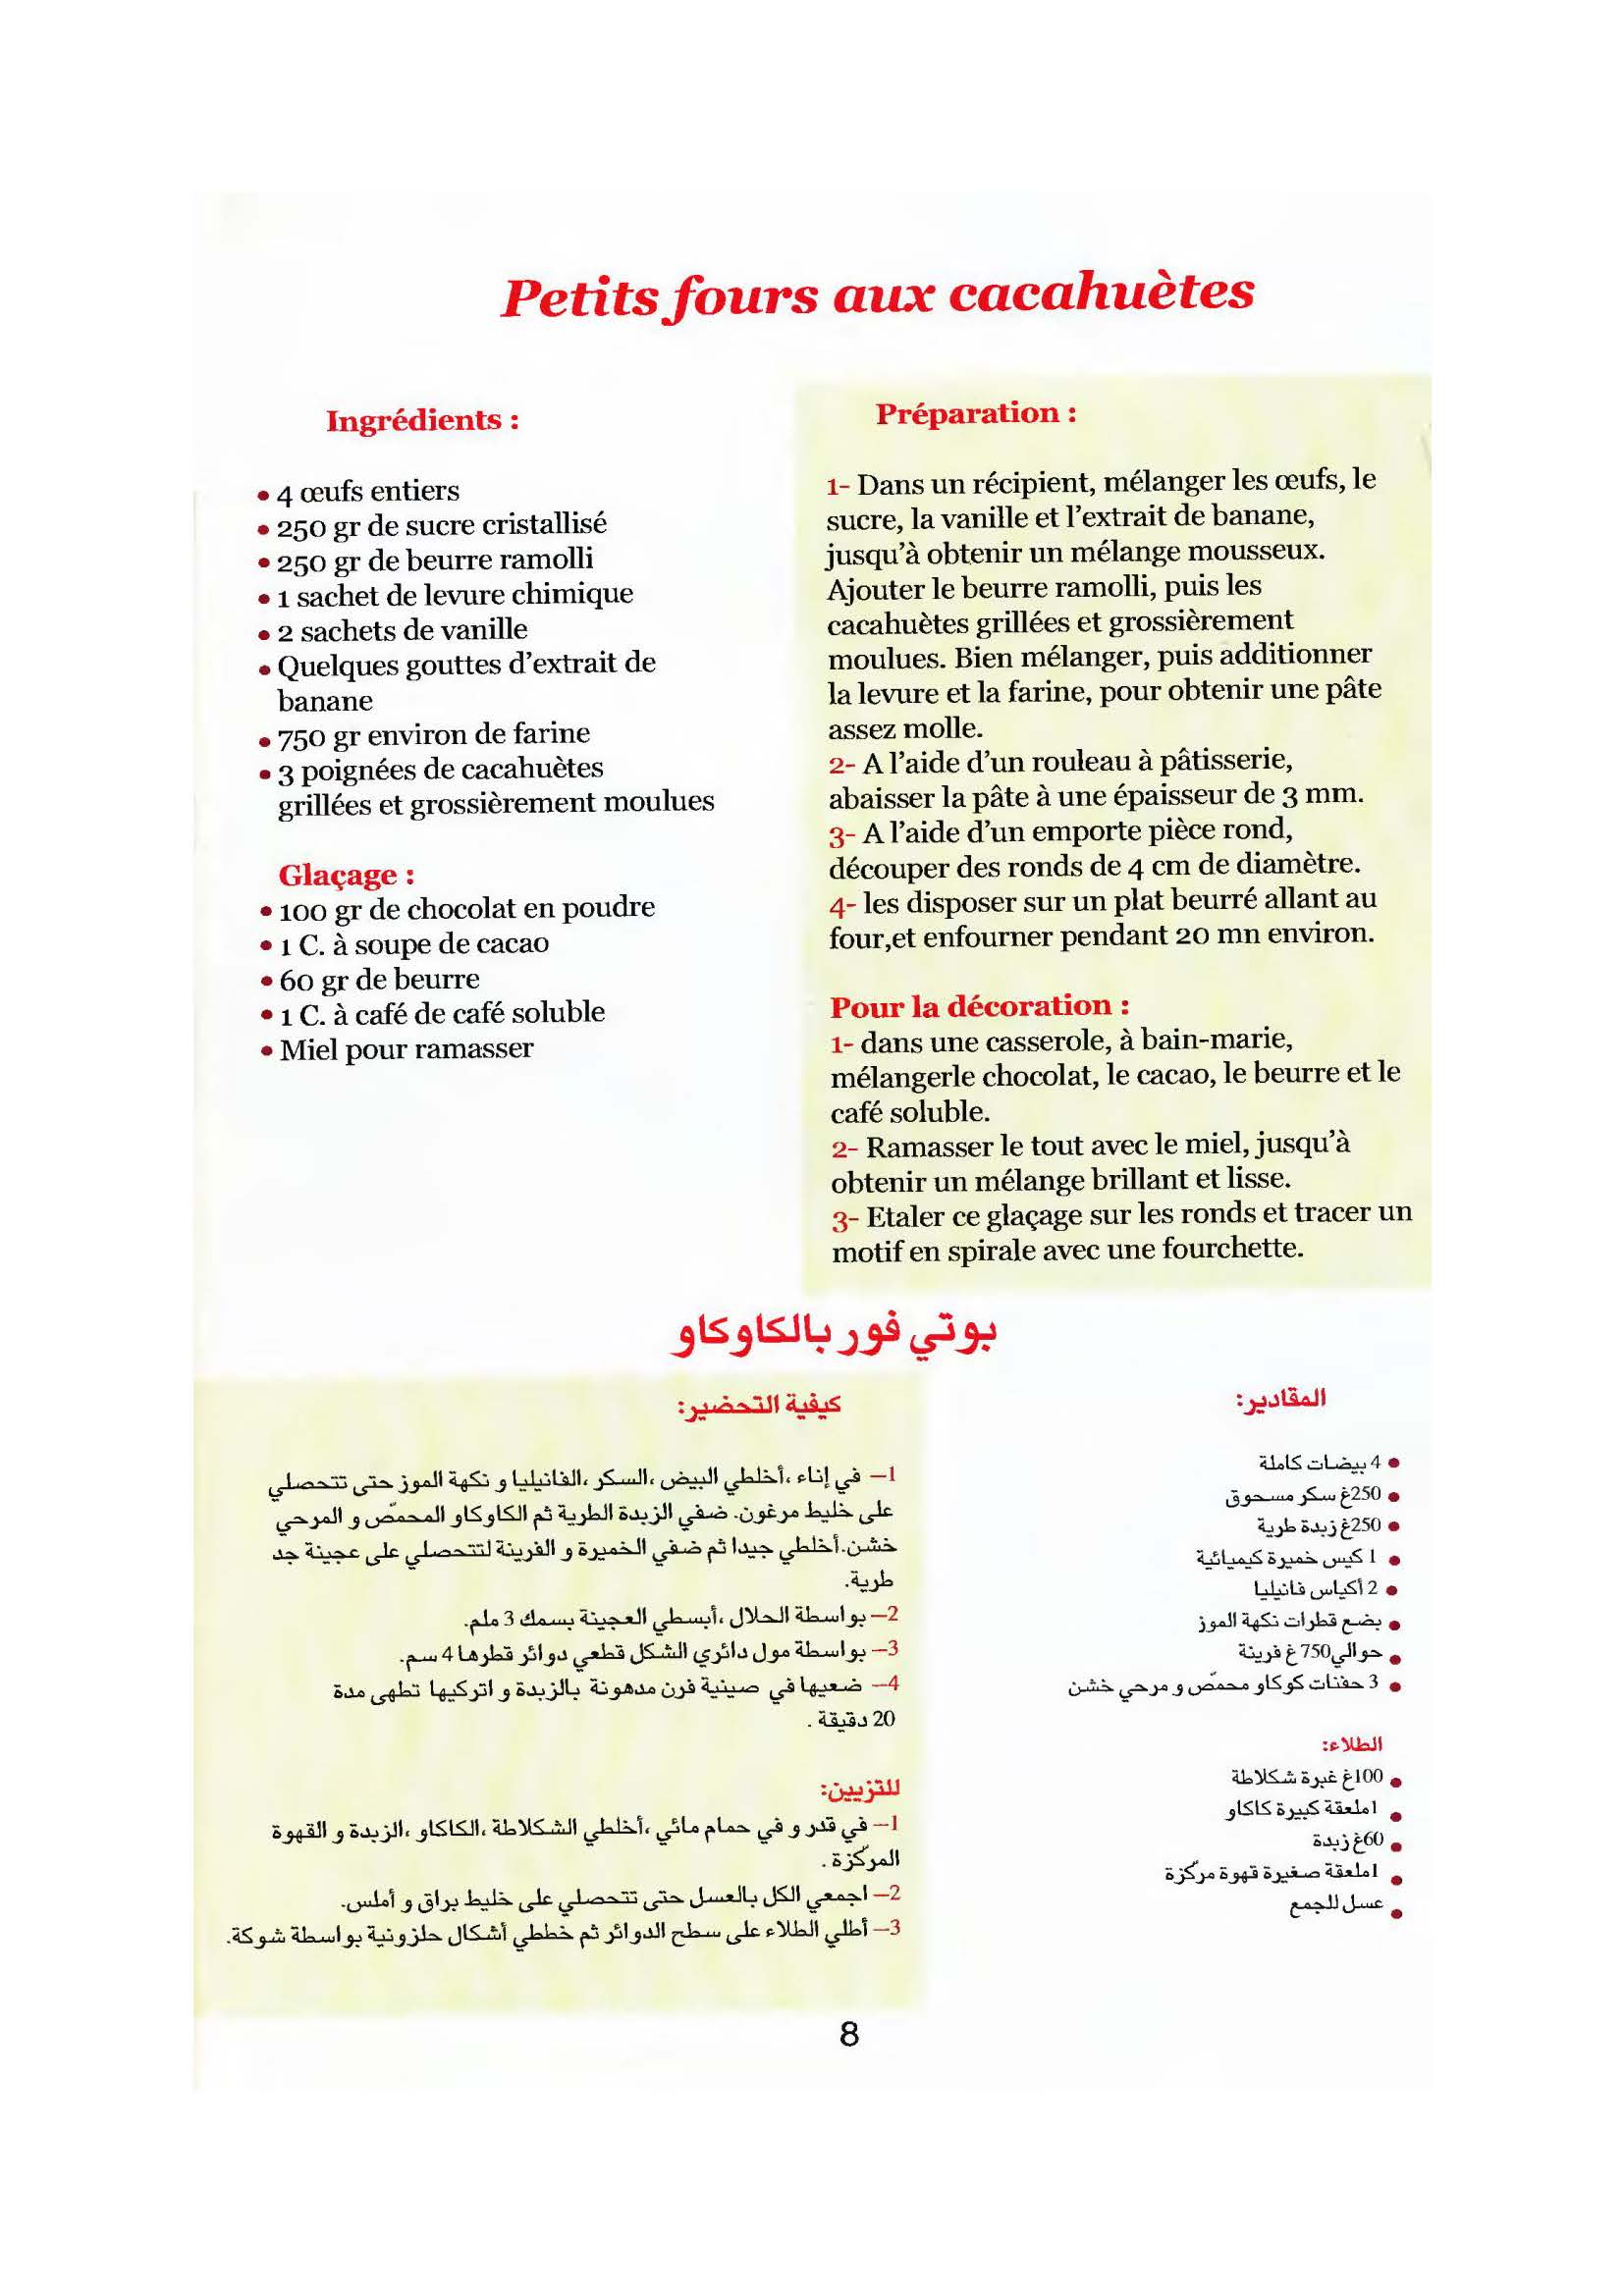 Petits fours aux cacahuètes
Ingrédients :
• 4 œufs entiers
• 250 gr de sucre cristallisé
• 250 gr de beurre ramolli
• 1 sachet de levure chimique
• 2 sachets de vanille
• Quelques gouttes d'extrait de
banane
• 750 gr environ de farine
• 3 poignées de cacahuètes
grillées et grossièrement moulues
Glaçage :
• 100 gr de chocolat en poudre
• 1 C. à soupe de cacao
• 60 gr de beurre
• 1 C. à café de café soluble
• Miel pour ramasser
Préparation :
1- Dans un récipient, mélanger les œufs, le
sucre, la vanille et l'extrait de banane,
jusqu'à obtenir un mélange mousseux.
Ajouter le beurre ramolli, puis les
cacahuètes grillées et grossièrement
moulues. Bien mélanger, puis additionner
la levure et la farine, pour obtenir une pâte
assez molle.
2- A l'aide d'un rouleau à pâtisserie,
abaisser la pâte à une épaisseur de 3 mm.
3- A l'aide d'un emporte pièce rond,
découper des ronds de 4 cm de diamètre.
4- les disposer sur un plat beurré allant au
four,et enfourner pendant 20 mn environ.
Pour la décoration :
1- dans une casserole, à bain-marie,
mélangerle chocolat, le cacao, le beurre et le
café soluble.
2- Ramasser le tout avec le miel, jusqu'à
obtenir un mélange brillant et lisse.
3- Etaler ce glaçage sur les ronds et tracer un
motif en spirale avec une fourchette.
بوتي فور بالكاوكاو
المقادير:
• 4 بيضات كاملة
• 250غ سكر مسحوق
• 250غ زبدة طرية
• 1 كيس خميرة كيميائية
• 2 أكياس فانيليا
• بضع قطرات نكهة الموز
• حوالي750 غ فرينة
• 3 حفنات كوكاو محمّص و مرحي خشن
الطلاء:
• 100غ غبرة شكلاطة
• 1ملعقة كبيرة كاكاو
• 60غ زبدة
• 1ملعقة صغيرة قهوة مركّزة
• عسل للجمع
كيفية التحضير:
1– في إناء ،أخلطي البيض، السكر ،الفانيليا و نكهة الموز حتى تتحصلي
على خليط مرغون. ضفي الزبدة الطرية ثم الكاوكاو المحمّص و المرحي
خشن.أخلطي جيدا ثم ضفي الخميرة و الفرينة لتتحصلي على عجينة جد
طرية.
2– بواسطة الحلال ،أبسطي العجينة بسمك 3 ملم.
3– بواسطة مول دائري الشكل قطعي دوائر قطرها 4 سم.
4– ضعيها في صينية فرن مدهونة بالزبدة و اتركيها تطهى مدة
20 دقيقة .
للتزيين:
1– في قدر و في حمام مائي ،أخلطي الشكلاطة ،الكاكاو ،الزبدة و القهوة
المركّزة .
2– اجمعي الكل بالعسل حتى تتحصلي على خليط براق و أملس.
3– أطلي الطلاء على سطح الدوائر ثم خططي أشكال حلزونية بواسطة شوكة.
8